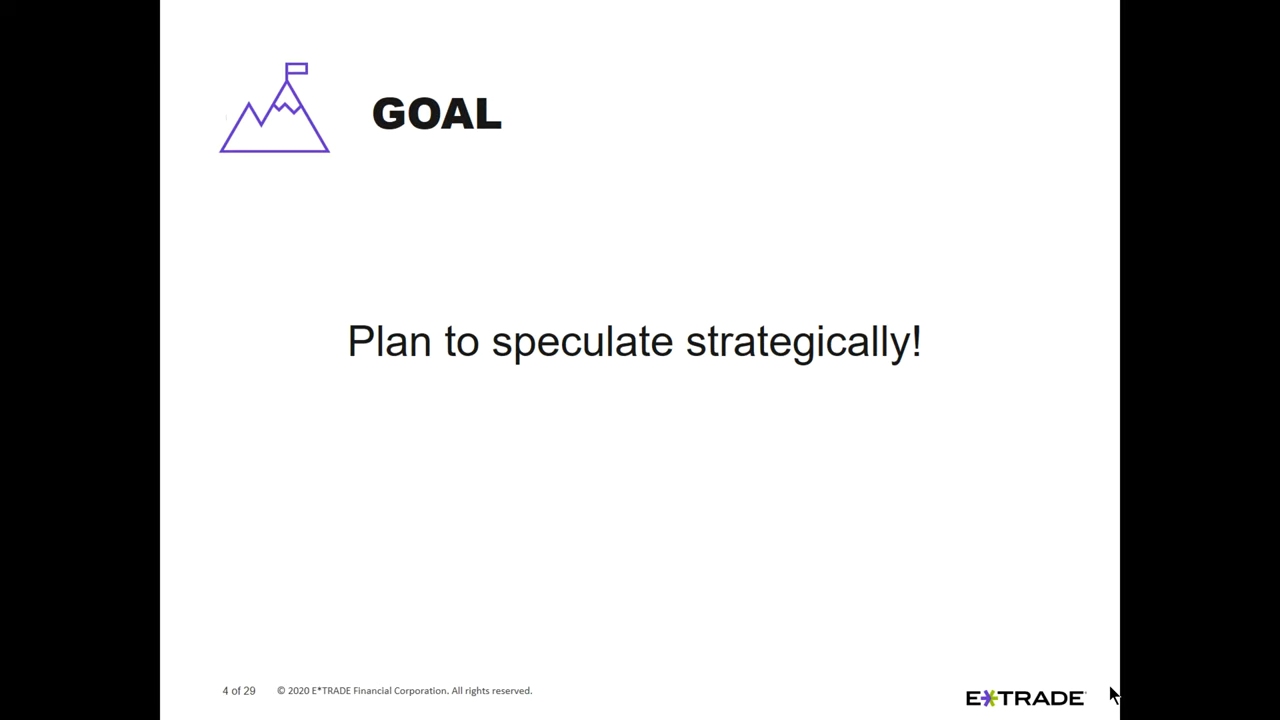 GOAL
Plan to speculate strategically!
4 of 29 © 2020 E*TRADE Financial Corporation. All rights reserved.
E*TRADE